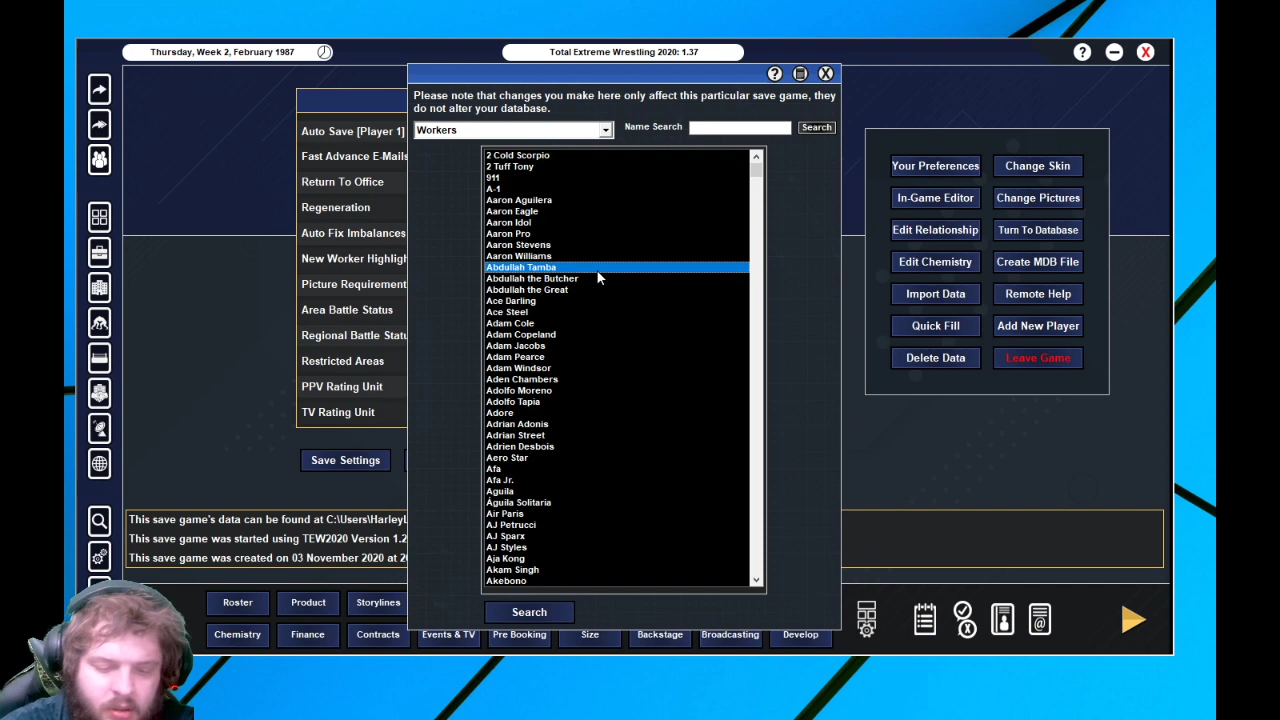 Thursday, Week 2, February 1987
Total Extreme Wrestling 2020: 1.37
Please note that changes you make here only affect this particular save game, they
do not alter your database.
Workers
Name Search
Search
2 Cold Scorpio
2 Tuff Tony
911
A-1
Aaron Aguilera
Aaron Eagle
Aaron Idol
Aaron Pro
Aaron Stevens
Aaron Williams
Abdullah Tamba
Abdullah the Butcher
Abdullah the Great
Ace Darling
Ace Steel
Adam Cole
Adam Copeland
Adam Jacobs
Adam Pearce
Adam Windsor
Aden Chambers
Adolfo Moreno
Adolfo Tapia
Adore
Adrian Adonis
Adrian Street
Adrien Desbois
Aero Star
Afa
Afa Jr.
Aguila
Águila Solitaria
Air Paris
AJ Petrucci
AJ Sparx
AJ Styles
Aja Kong
Akam Singh
Akebono
Search
Auto Save [Player 1]
Fast Advance E-Mails
Return To Office
Regeneration
Auto Fix Imbalances
New Worker Highligh
Picture Requirement
Area Battle Status
Regional Battle Statu
Restricted Areas
PPV Rating Unit
TV Rating Unit
Save Settings
Your Preferences
Change Skin
In-Game Editor
Change Pictures
Edit Relationship
Turn To Database
Edit Chemistry
Create MDB File
Import Data
Remote Help
Quick Fill
Add New Player
Delete Data
Leave Game
This save game's data can be found at C:\Users\HarleyL
This save game was started using TEW2020 Version 1.2
This save game was created on 03 November 2020 at 20
Roster
Product
Storylines
Chemistry
Finance
Contracts
Events & TV
Pre Booking
Size
Backstage
Broadcasting
Develop